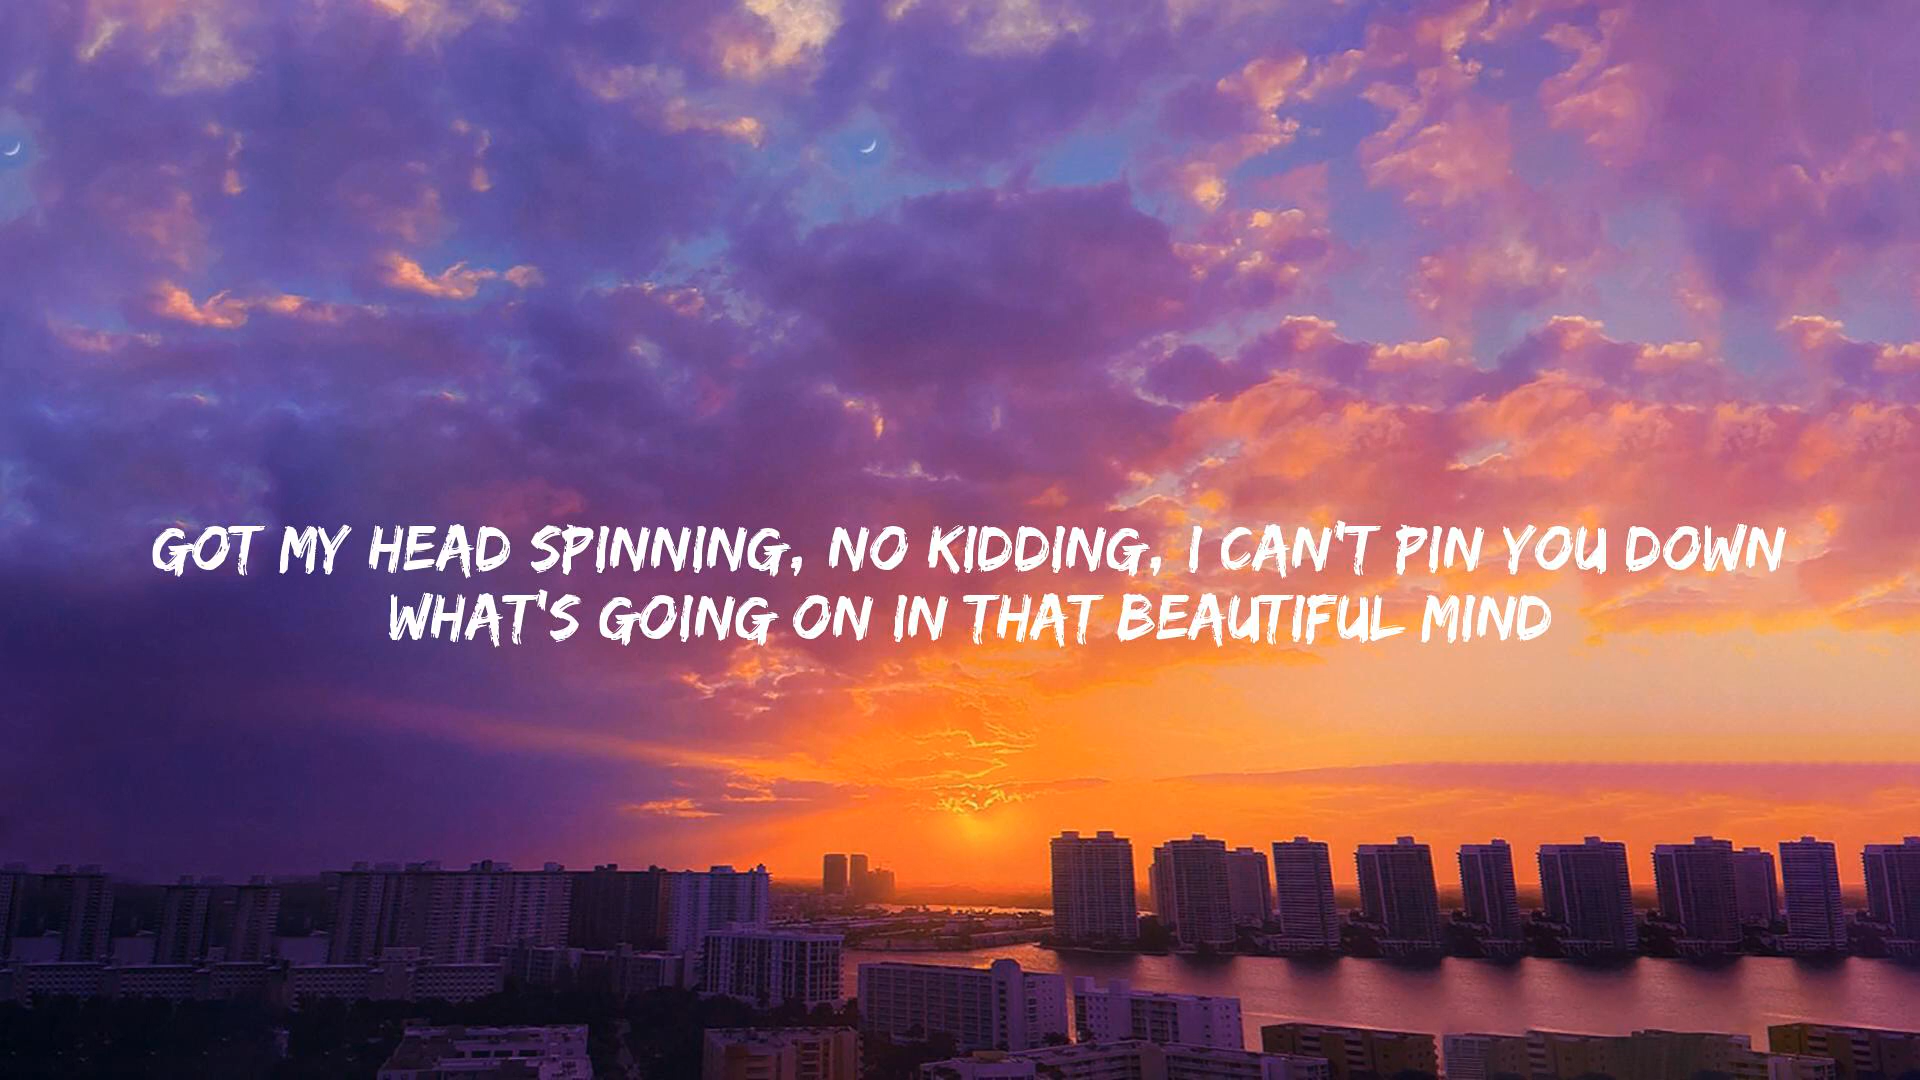 GOT MY HEAD SPINNING, NO KIDDING, I CAN'T PIN YOU DOWN
WHAT'S GOING ON IN THAT BEAUTIFUL MIND